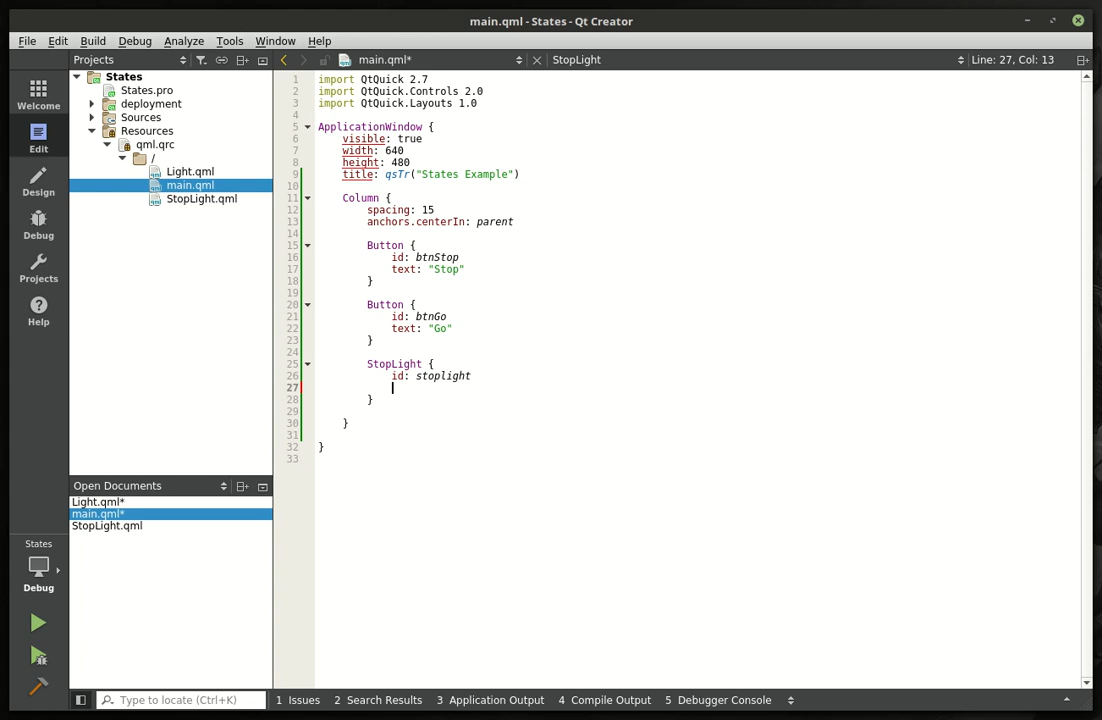 main.qml - States - Qt Creator
File Edit Build Debug Analyze Tools Window Help
Projects
main.qml*
StopLight
Line: 27, Col: 13
Welcome
Edit
Design
Debug
Projects
Help
States
States.pro
deployment
Sources
Resources
qml.qrc
/
Light.qml
main.qml
StopLight.qml
Open Documents
Light.qml*
main.qml*
StopLight.qml
States
Debug
1 import QtQuick 2.7
2 import QtQuick.Controls 2.0
3 import QtQuick.Layouts 1.0
4
5 ApplicationWindow {
6 visible: true
7 width: 640
8 height: 480
9 title: qsTr("States Example")
10
11 Column {
12 spacing: 15
13 anchors.centerIn: parent
14
15 Button {
16 id: btnStop
17 text: "Stop"
18 }
19
20 Button {
21 id: btnGo
22 text: "Go"
23 }
24
25 StopLight {
26 id: stoplight
27
28 }
29
30 }
31
32 }
33
Type to locate (Ctrl+K)
1 Issues 2 Search Results 3 Application Output 4 Compile Output 5 Debugger Console